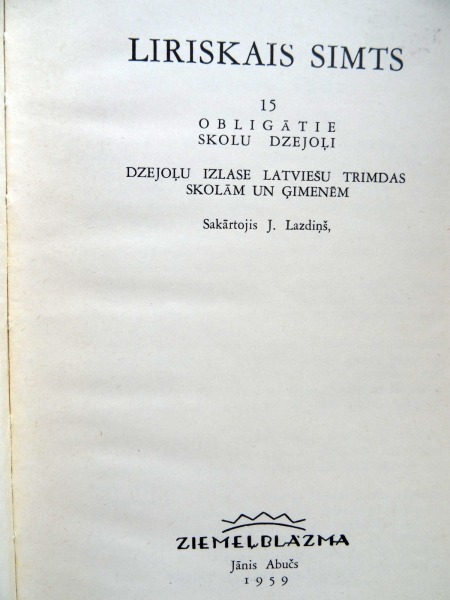 LIRISKAIS SIMTS
15
OBLIGĀTIE
SKOLU DZEJOĻI
DZEJOĻU IZLASE LATVIEŠU TRIMDAS
SKOLĀM UN ĢIMENĒM
Sakārtojis J. Lazdiņš,
ZIEMEĻBLĀZMA
Jānis Abučs
1959